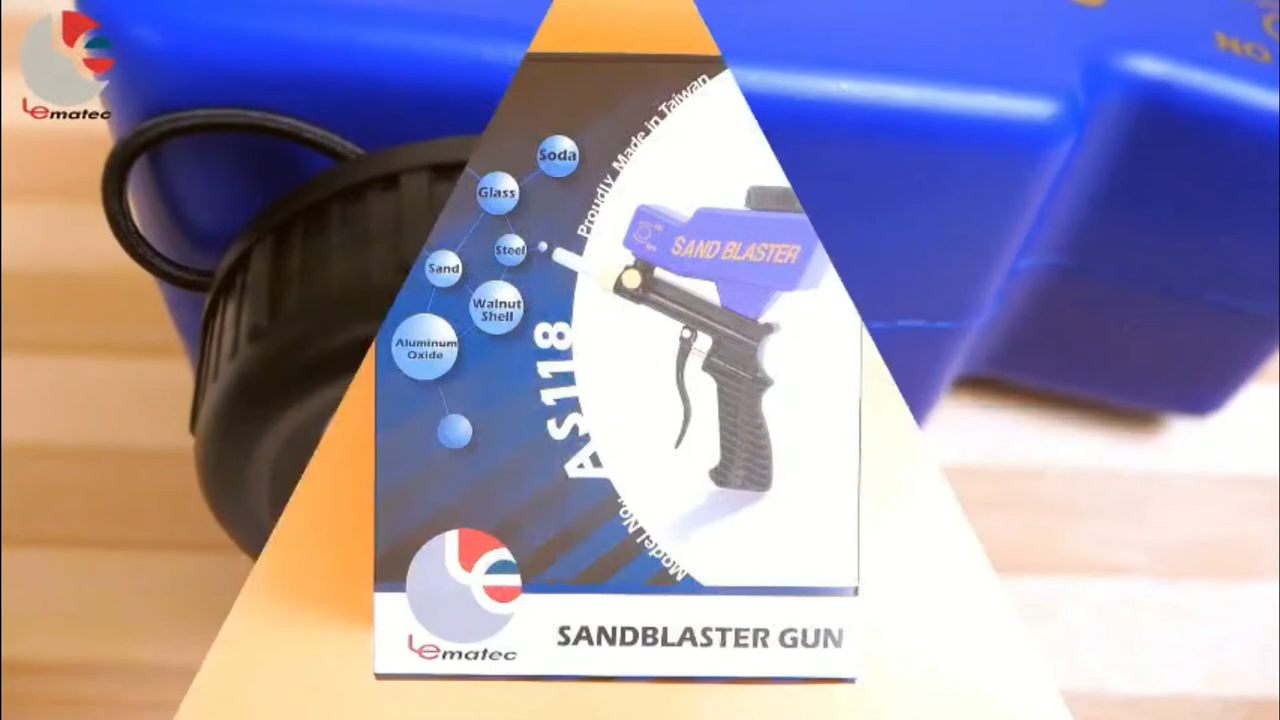 Lematec
NO
Proudly Made in Taiwan
Soda
Glass
Steel
Sand
Walnut
Shell
Aluminum
Oxide
SAND BLASTER
AS118
Model No.
Lematec
SANDBLASTER GUN